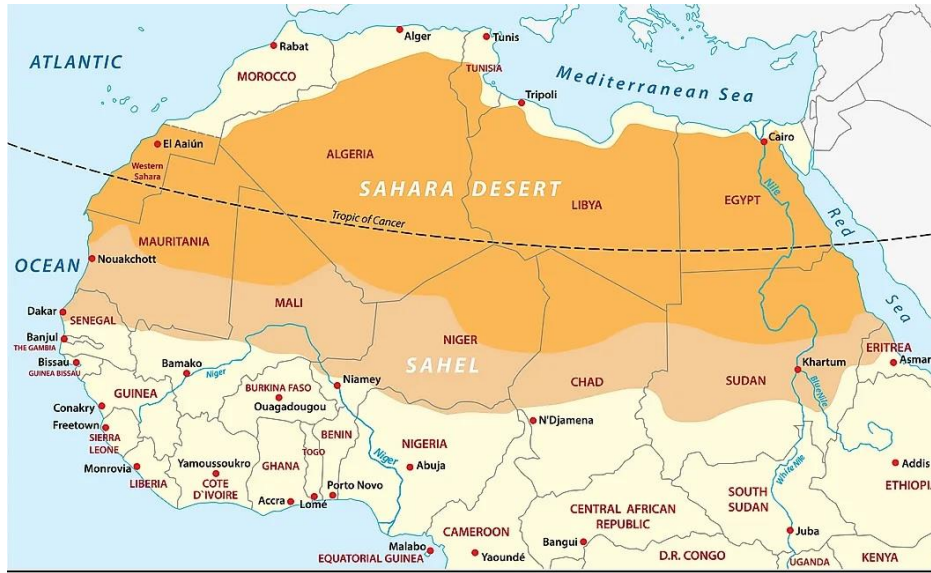 Alger
Tunis
Rabat
ATLANTIC
MOROCCO
TUNISIA
Mediterranean Sea
Tripoli
Cairo
El Aaiún
ALGERIA
Western
Sahara
SAHARA DESERT
LIBYA
EGYPT
Nile
Tropic of Cancer
MAURITANIA
Red
Sea
OCEAN
Nouakchott
MALI
Dakar
SENEGAL
NIGER
Banjul
THE GAMBIA
ERITREA
Bissau
GUINEA BISSAU
Bamako
Niger
SAHEL
Khartum
Asmar
Niamey
CHAD
SUDAN
BlueNile
GUINEA
BURKINA FASO
Ouagadougou
Conakry
N'Djamena
Freetown
SIERRA
LEONE
BENIN
NIGERIA
TOGO
Niger
Monrovia
LIBERIA
Yamoussoukro
COTE
D`IVOIRE
GHANA
Abuja
White Nile
Addis
ETHIOPI
Porto Novo
Accra
Lomé
SOUTH
SUDAN
CENTRAL AFRICAN
REPUBLIC
CAMEROON
Juba
Malabo
EQUATORIAL GUINEA
Yaoundé
Bangui
D.R. CONGO
UGANDA
KENYA